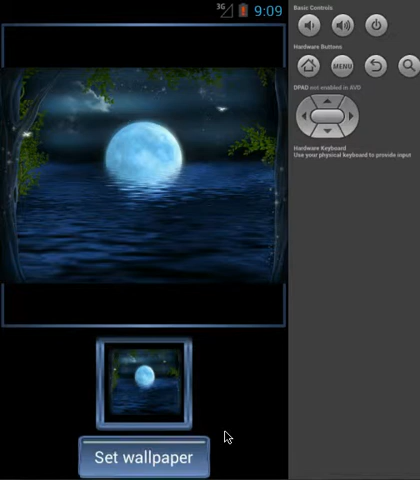 3G 9:09
Set wallpaper
Basic Controls
Hardware Buttons
MENU
DPAD not enabled in AVD
Hardware Keyboard
Use your physical keyboard to provide input